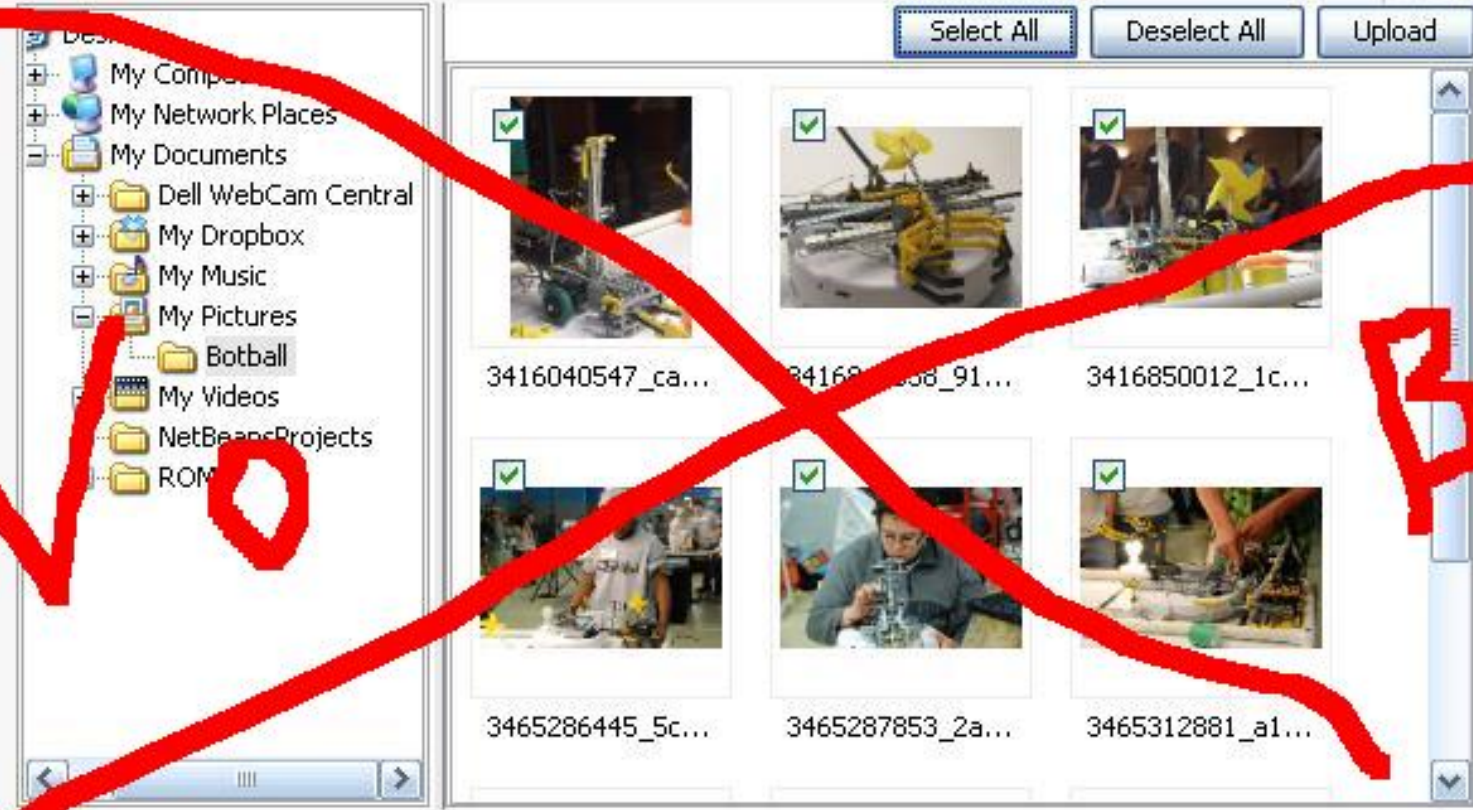 Select All Deselect All Upload
My Network Places
My Documents
Dell WebCam Central
My Dropbox
My Music
My Pictures
Botball
My Videos
NetBeansProjects
3416040547_ca... 3416850012_1c...
3465286445_5c... 3465287853_2a... 3465312881_a1...